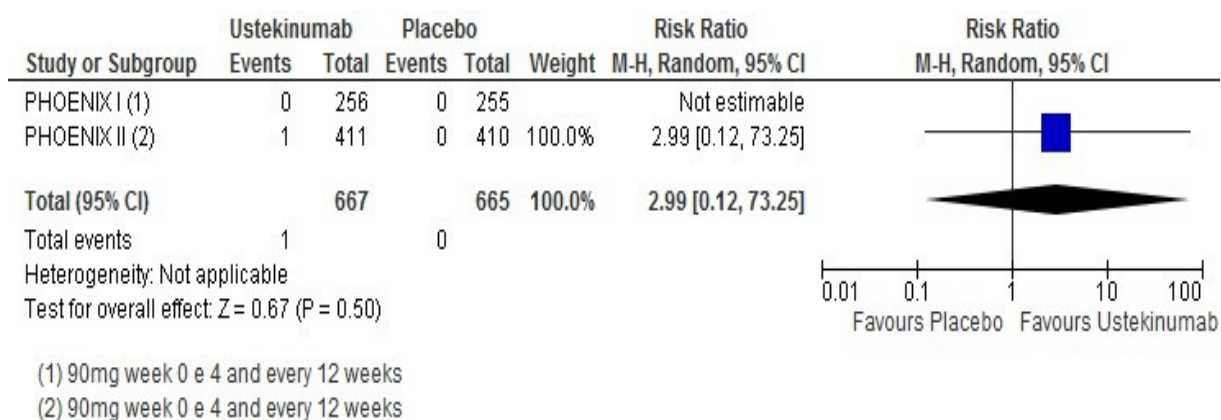 Ustekinumab Placebo Risk Ratio Risk Ratio
Study or Subgroup Events Total Events Total Weight M-H, Random, 95% CI M-H, Random, 95% CI
PHOENIX I (1) 0 256 0 255 Not estimable
PHOENIX II (2) 1 411 0 410 100.0% 2.99 [0.12, 73.25]
Total (95% CI) 667 665 100.0% 2.99 [0.12, 73.25]
Total events 1 0
Heterogeneity: Not applicable
Test for overall effect: Z = 0.67 (P = 0.50)
0.01 0.1 1 10 100
Favours Placebo Favours Ustekinumab
(1) 90mg week 0 e 4 and every 12 weeks
(2) 90mg week 0 e 4 and every 12 weeks